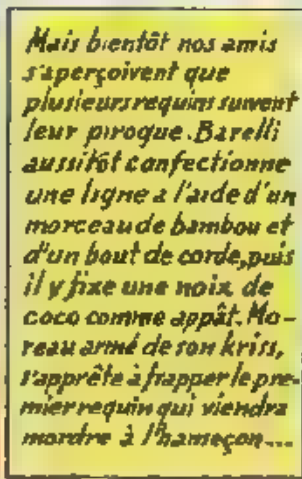 Mais bientôt nos amis
s'aperçoivent que
plusieurs requins suivent
leur pirogue. Barelli
aussitôt confectionne
une ligne a l'aide d'un
morceau de bambou et
d'un bout de corde, puis
il y fixe une noix de
coco comme appât. Mo-
reau armé de son kriss,
s'apprête à frapper le pre-
mier requin qui viendra
mordre à l'hameçon...